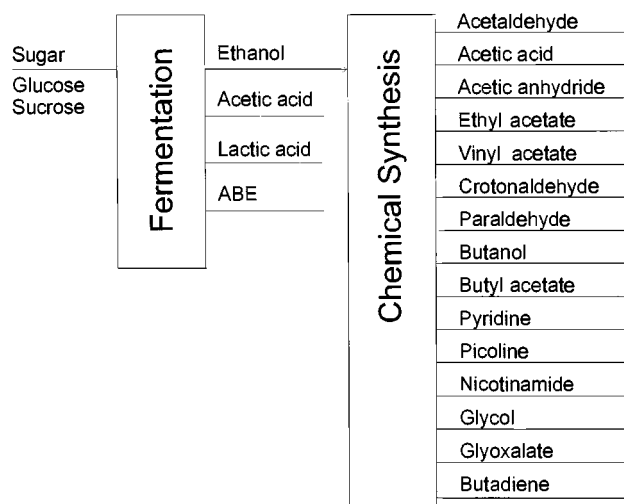 Sugar
Glucose
Sucrose
Fermentation
Ethanol
Acetic acid
Lactic acid
ABE
Chemical Synthesis
Acetaldehyde
Acetic acid
Acetic anhydride
Ethyl acetate
Vinyl acetate
Crotonaldehyde
Paraldehyde
Butanol
Butyl acetate
Pyridine
Picoline
Nicotinamide
Glycol
Glyoxalate
Butadiene